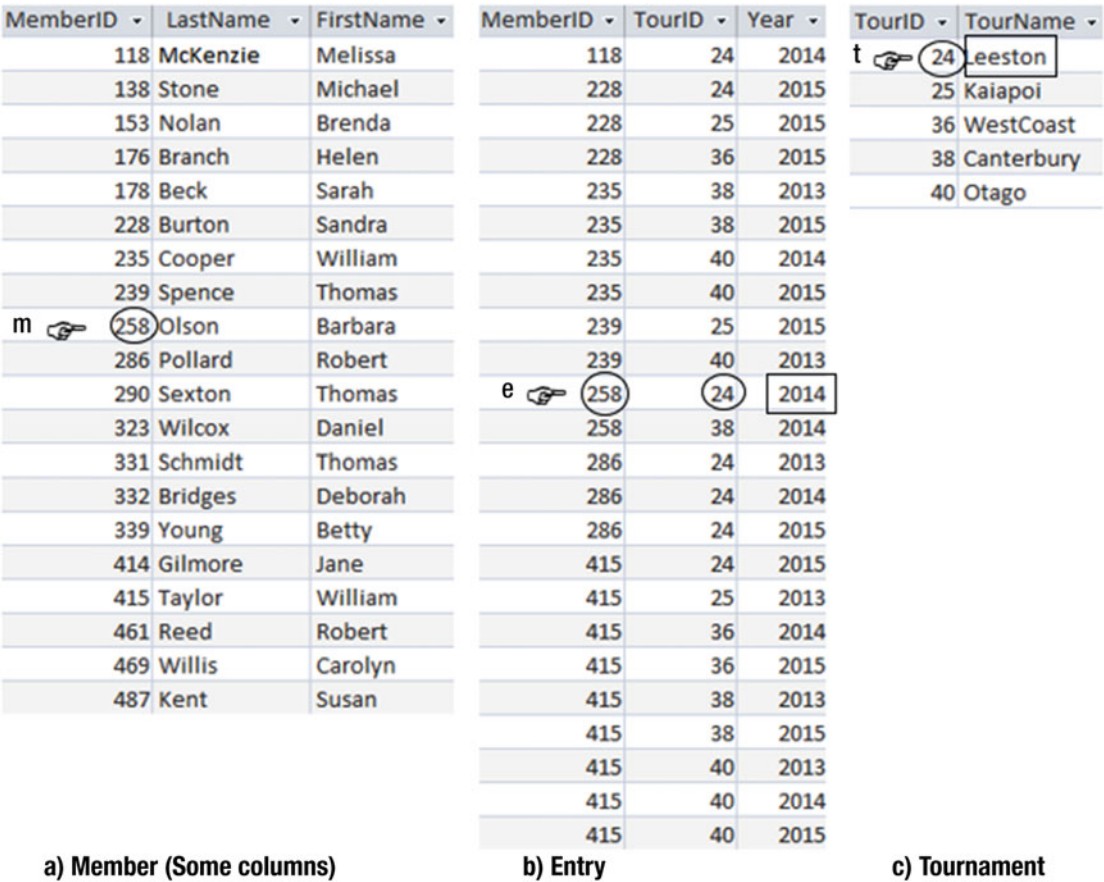 MemberID LastName FirstName MemberID TourID Year TourID TourName
118 McKenzie Melissa 118 24 2014 t 24 Leeston
138 Stone Michael 228 24 2015 25 Kaiapoi
153 Nolan Brenda 228 25 2015 36 WestCoast
176 Branch Helen 228 36 2015 38 Canterbury
178 Beck Sarah 235 38 2013 40 Otago
228 Burton Sandra 235 38 2015
235 Cooper William 235 40 2014
239 Spence Thomas 235 40 2015
m 258 Olson Barbara 239 25 2015
286 Pollard Robert 239 40 2013
290 Sexton Thomas e 258 24 2014
323 Wilcox Daniel 258 38 2014
331 Schmidt Thomas 286 24 2013
332 Bridges Deborah 286 24 2014
339 Young Betty 286 24 2015
414 Gilmore Jane 415 24 2015
415 Taylor William 415 25 2013
461 Reed Robert 415 36 2014
469 Willis Carolyn 415 36 2015
487 Kent Susan 415 38 2013
415 38 2015
415 40 2013
415 40 2014
415 40 2015
a) Member (Some columns) b) Entry c) Tournament